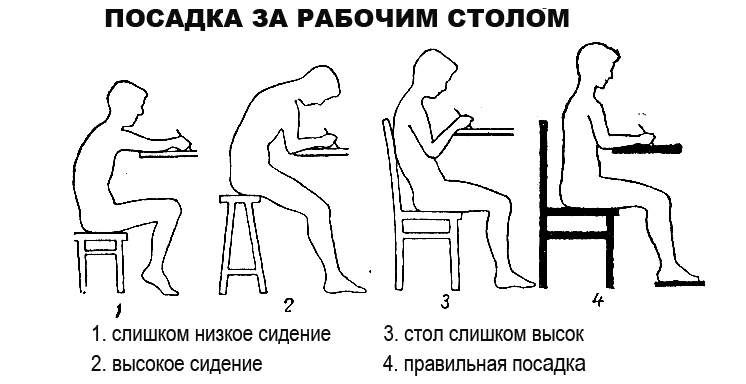 ПОСАДКА ЗА РАБОЧИМ СТОЛОМ
1 2 3 4
1. слишком низкое сидение
2. высокое сидение
3. стол слишком высок
4. правильная посадка